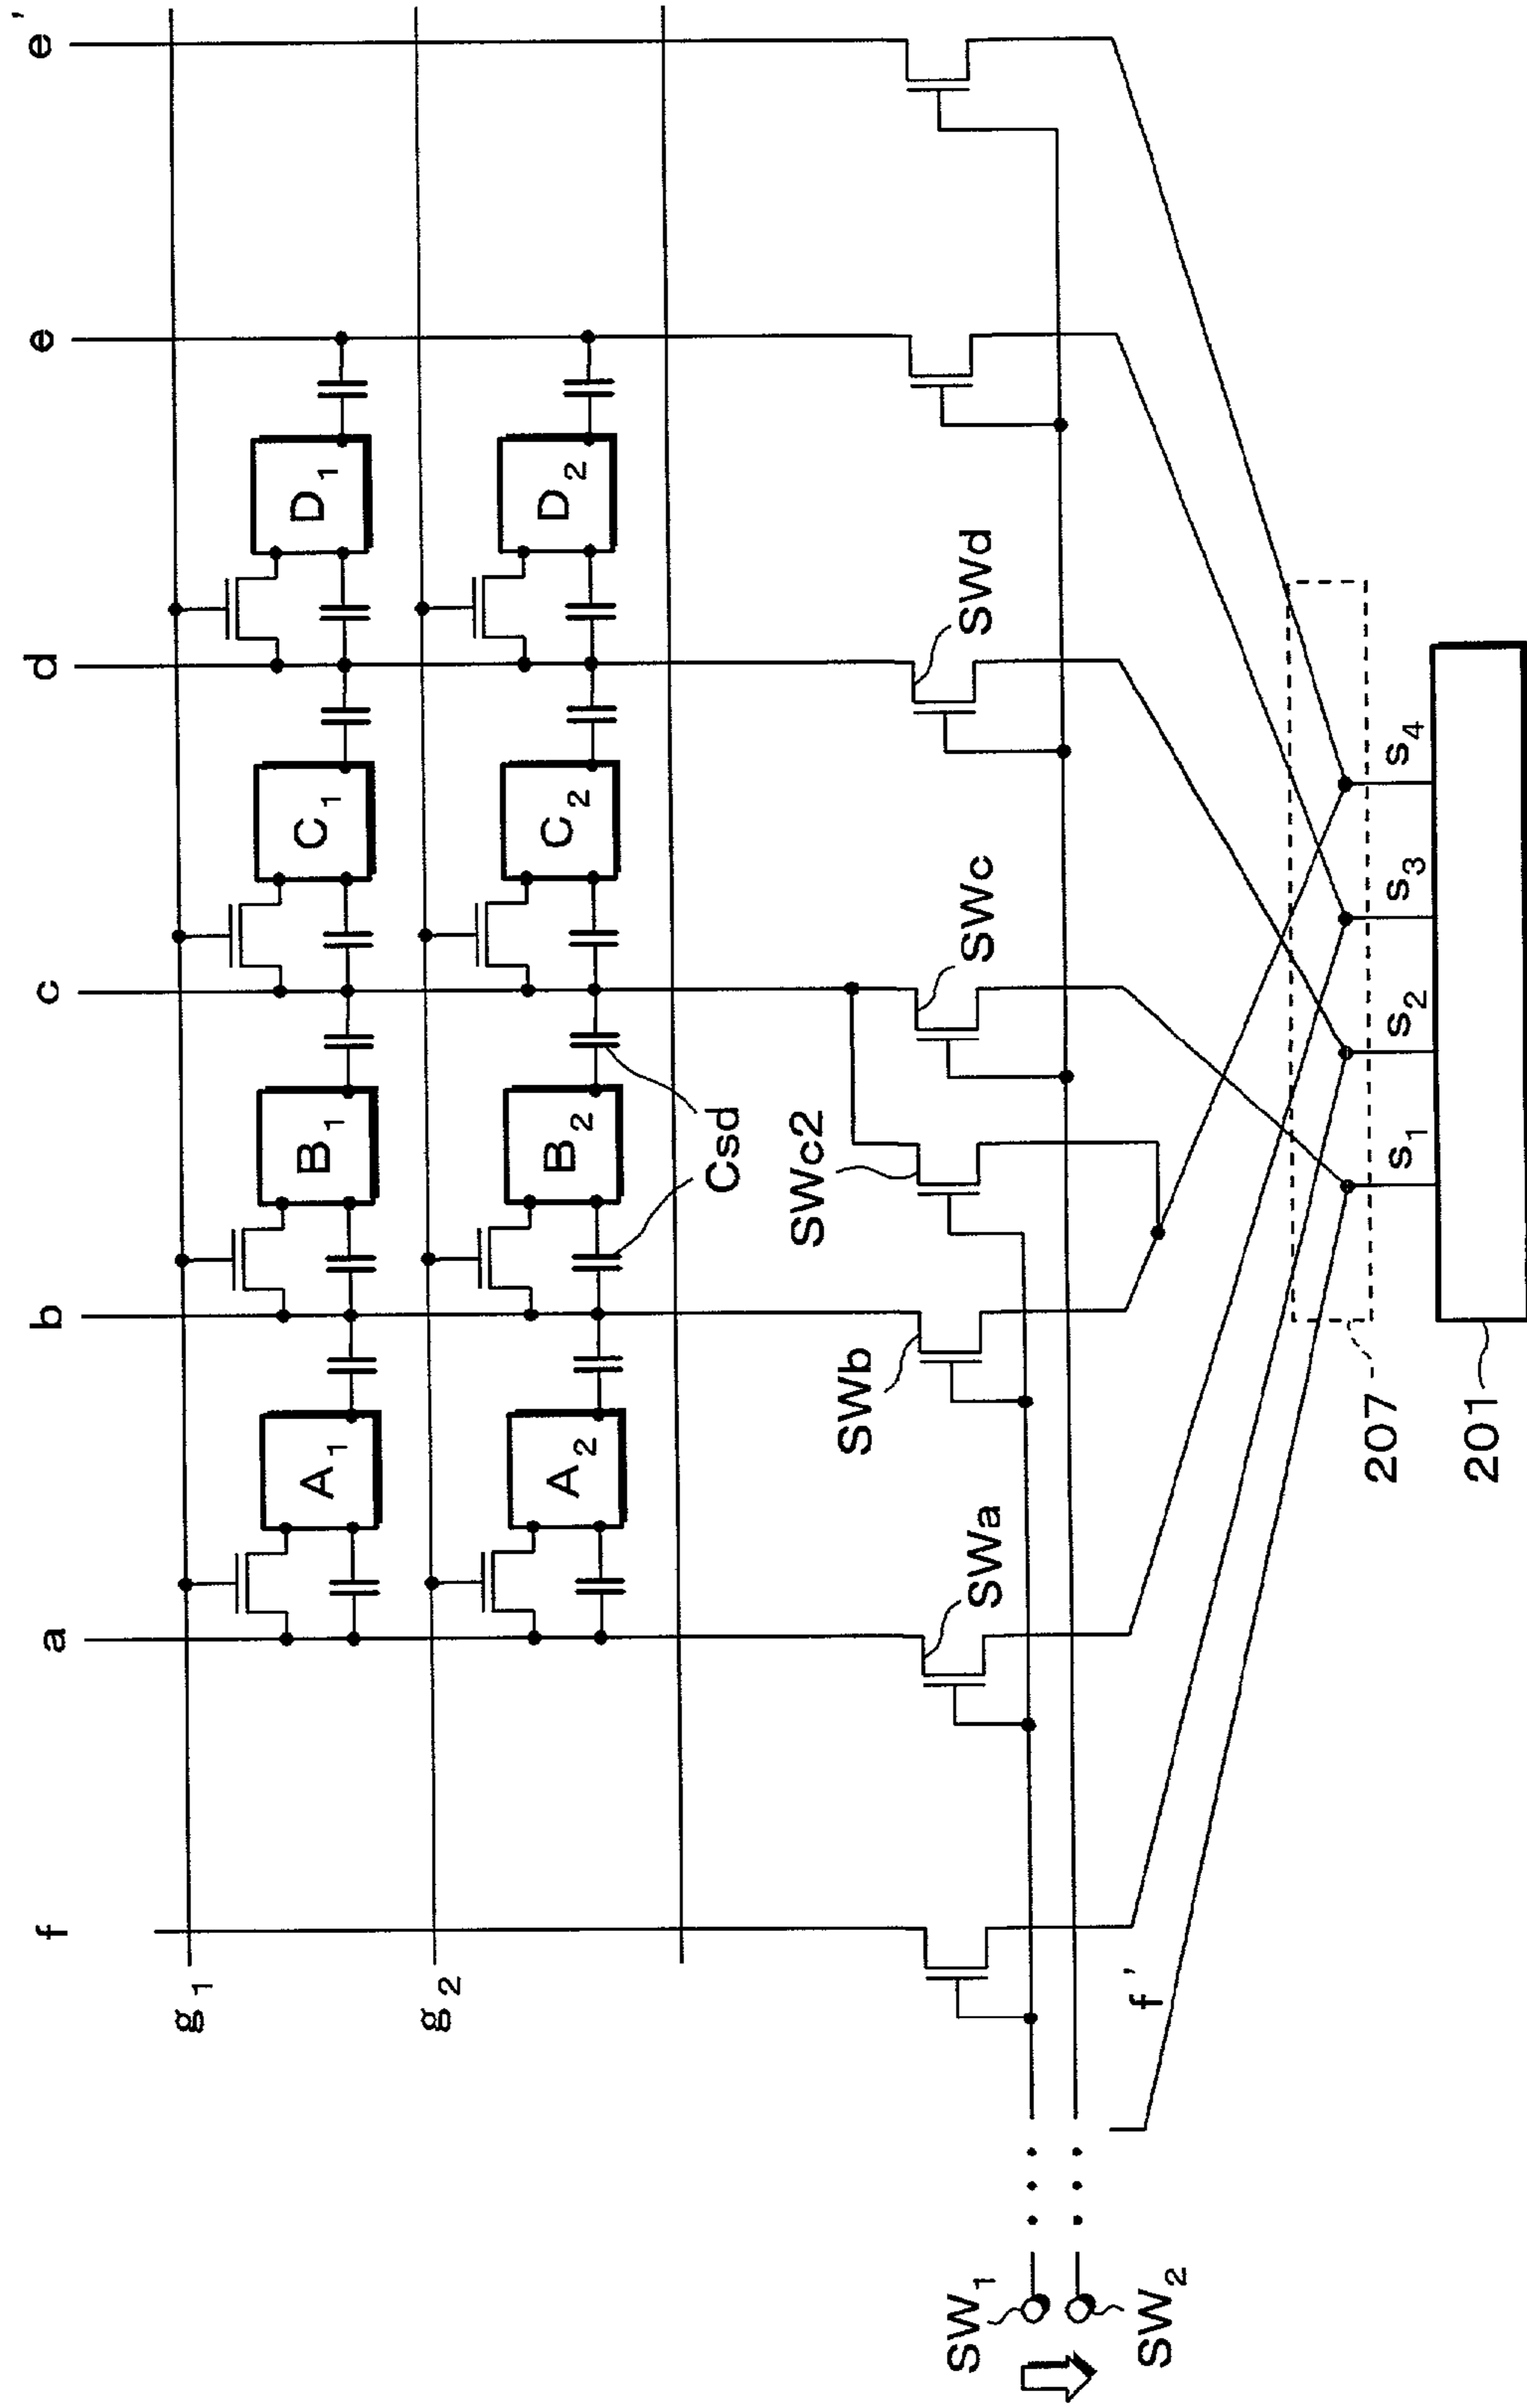 f a b c d e e'
g1
g2
A1 B1 C1 D1
A2 B2 C2 D2
Csd
SWa SWb SWc2 SWc SWd
SW1
SW2
f'
207
s1 s2 s3 s4
201